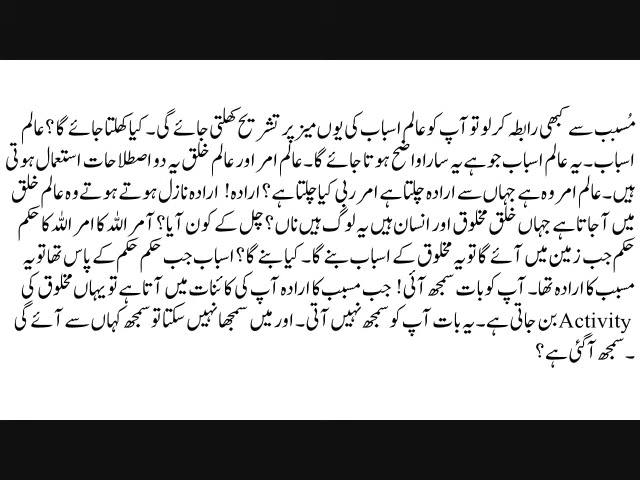 مُسبب سے کبھی رابطہ کر لو تو آپ کو عالم اسباب کی یوں میز پر تشریح کھلتی جائے گی۔ کیا کھلتا جائے گا؟ عالم
اسباب۔ یہ عالم اسباب جو ہے یہ سارا واضح ہوتا جائے گا۔ عالم امر اور عالم خلق یہ دو اصطلاحات استعمال ہوتی
ہیں۔ عالم امر وہ ہے جہاں سے ارادہ چلتا ہے امر ربی کیا چلتا ہے؟ ارادہ! ارادہ نازل ہوتے ہوتے وہ عالم خلق
میں آ جاتا ہے جہاں خلق مخلوق اور انسان ہیں یہ لوگ ہیں ناں؟ چل کے کون آیا؟ آمر اللہ کا امر اللہ کا حکم
حکم جب زمین میں آئے گا تو یہ مخلوق کے اسباب بنے گا۔ کیا بنے گا؟ اسباب جب حکم حکم کے پاس تھا تو یہ
مسبب کا ارادہ تھا۔ آپ کو بات سمجھ آئی! جب مسبب کا ارادہ آپ کی کائنات میں آتا ہے تو یہاں مخلوق کی
Activity بن جاتی ہے۔ یہ بات آپ کو سمجھ نہیں آتی۔ اور میں سمجھا نہیں سکتا تو سمجھ کہاں سے آئے گی
۔ سمجھ آ گئی ہے؟